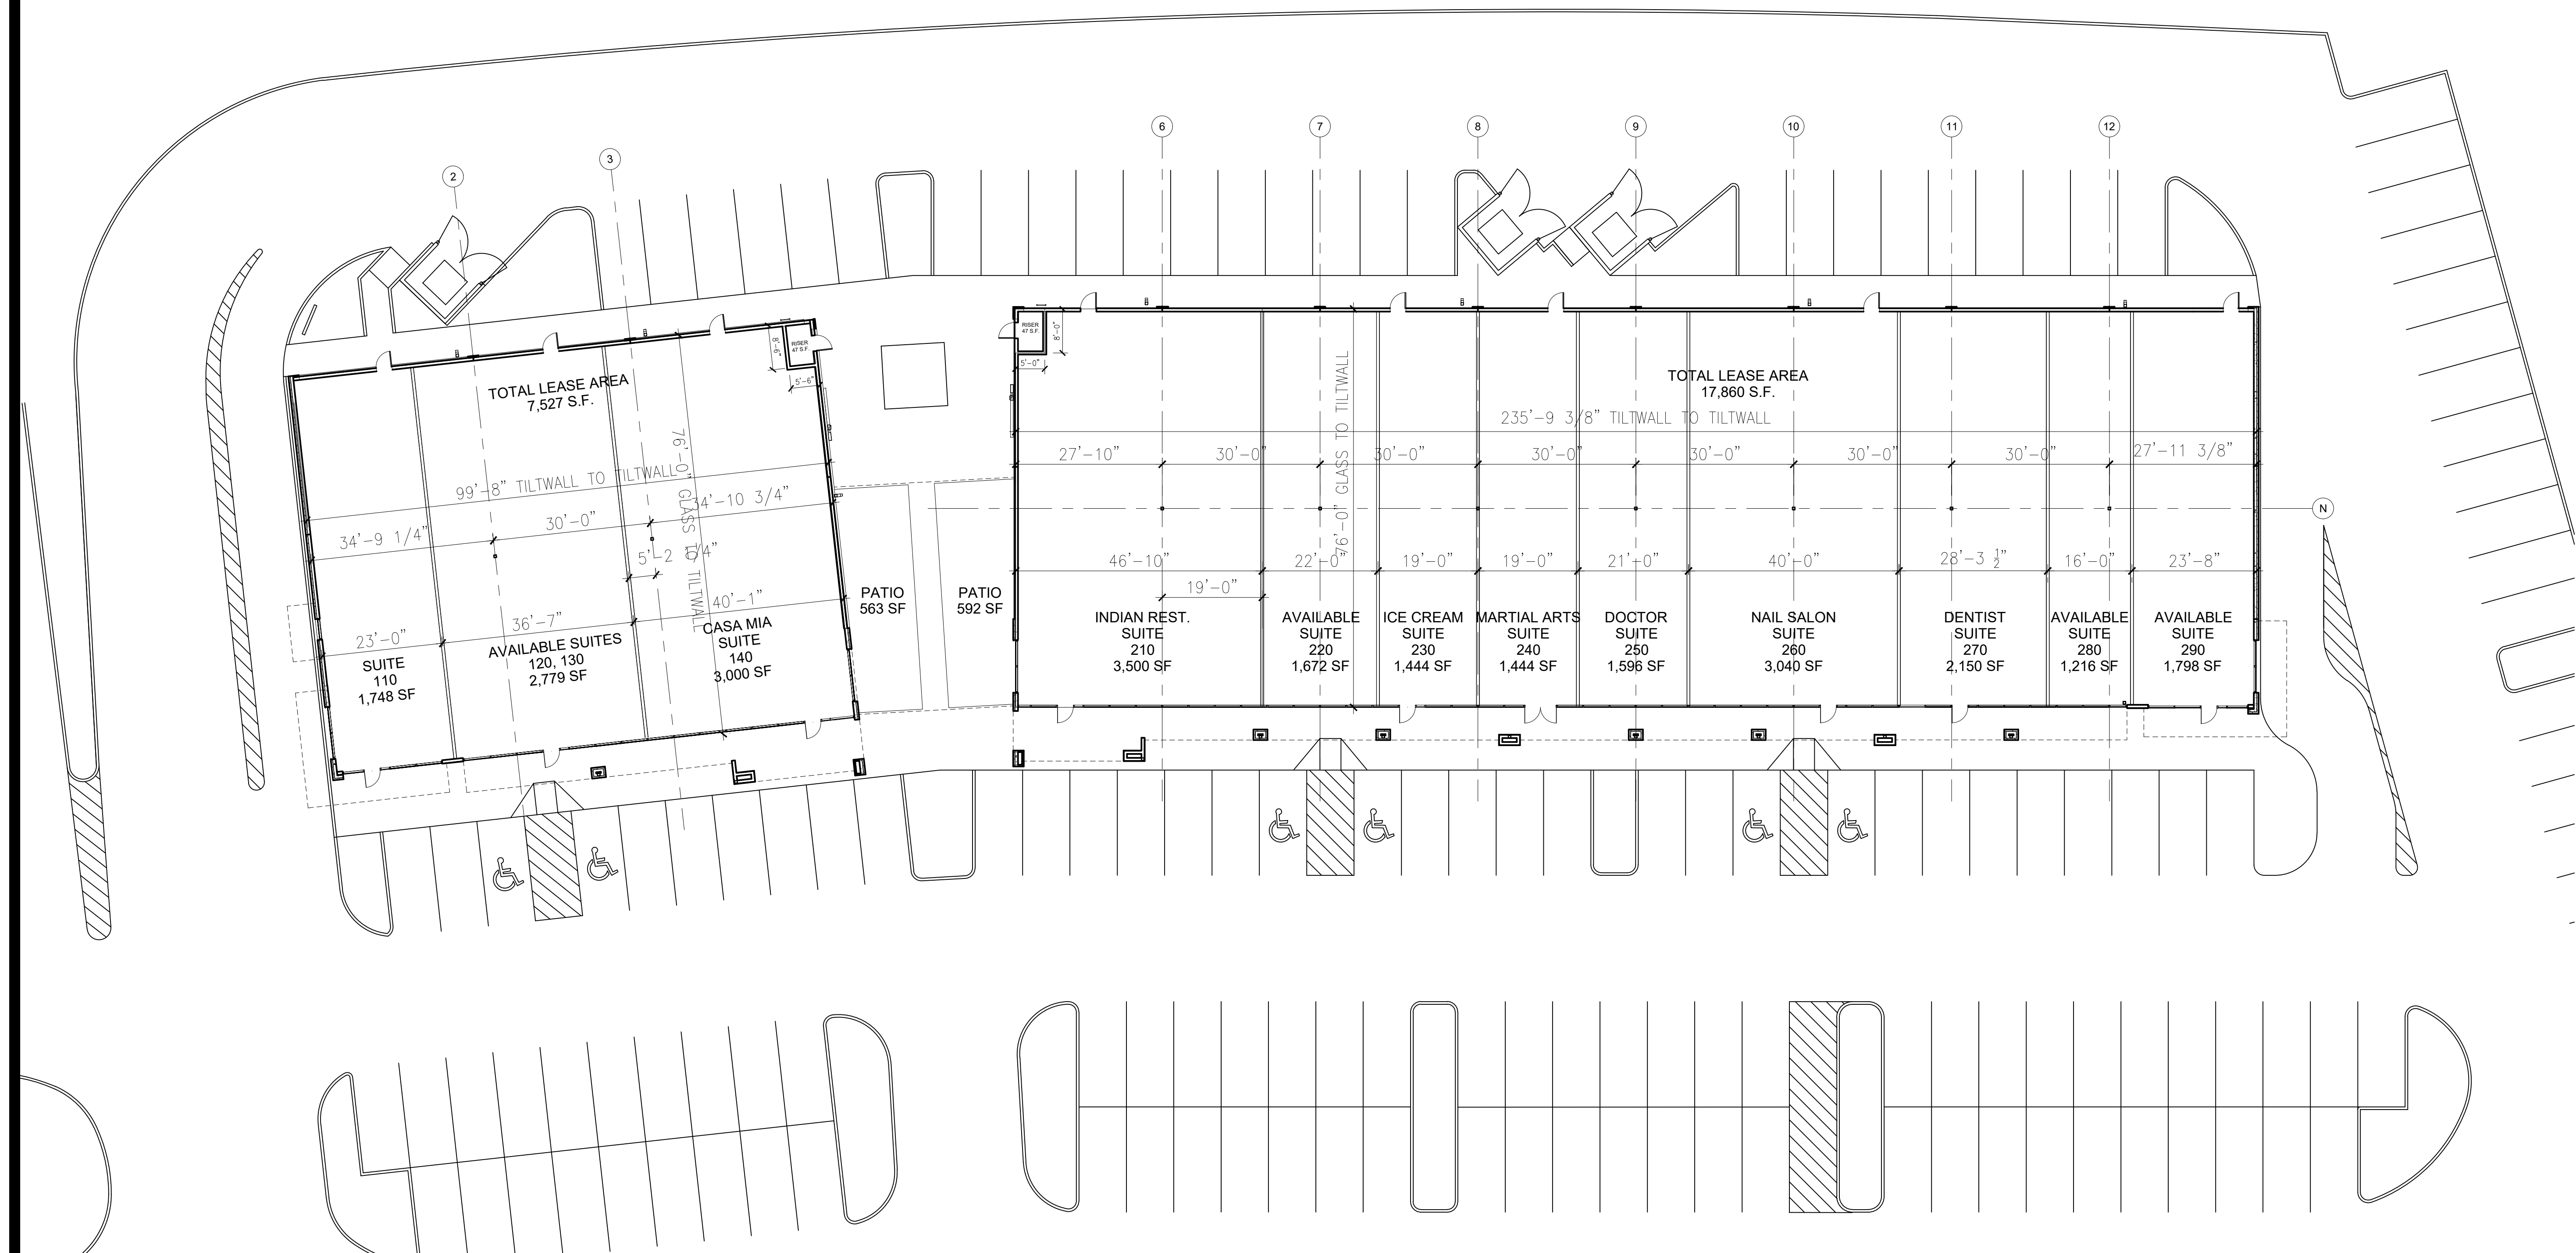 6
7
8
9
10
11
12
3
2
RISER
47 S.F.
8'-0"
5'-0"
RISER
47 S.F.
8'-6"
5'-6"
TOTAL LEASE AREA
7,527 S.F.
TOTAL LEASE AREA
17,860 S.F.
235'-9 3/8" TILTWALL TO TILTWALL
76'-0" GLASS TO TILTWALL
27'-10"
30'-0"
30'-0"
30'-0"
30'-0"
30'-0"
30'-0"
27'-11 3/8"
99'-8" TILTWALL TO TILTWALL
76'-0" GLASS TO TILTWALL
34'-9 1/4"
30'-0"
34'-10 3/4"
5'-2 1/4"
N
46'-10"
22'-0"
19'-0"
19'-0"
21'-0"
40'-0"
28'-3 1/2"
16'-0"
23'-8"
19'-0"
23'-0"
36'-7"
40'-1"
SUITE
110
1,748 SF
AVAILABLE SUITES
120, 130
2,779 SF
CASA MIA
SUITE
140
3,000 SF
PATIO
563 SF
PATIO
592 SF
INDIAN REST.
SUITE
210
3,500 SF
AVAILABLE
SUITE
220
1,672 SF
ICE CREAM
SUITE
230
1,444 SF
MARTIAL ARTS
SUITE
240
1,444 SF
DOCTOR
SUITE
250
1,596 SF
NAIL SALON
SUITE
260
3,040 SF
DENTIST
SUITE
270
2,150 SF
AVAILABLE
SUITE
280
1,216 SF
AVAILABLE
SUITE
290
1,798 SF